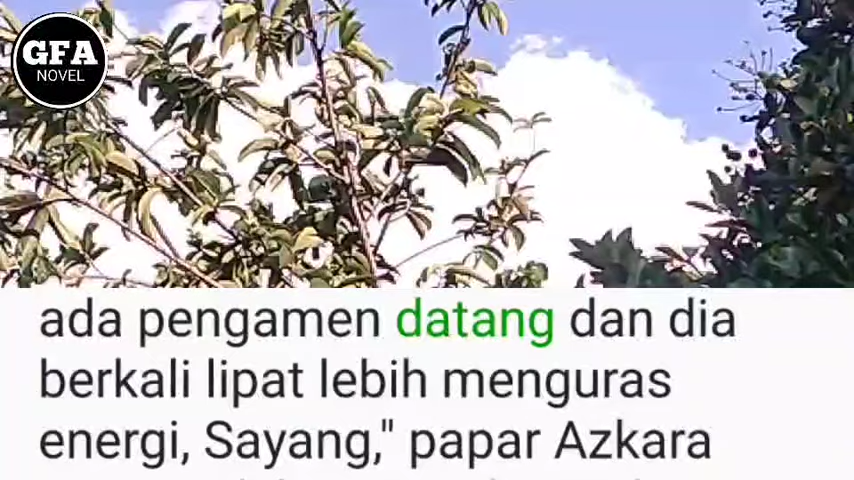 GFA
NOVEL
ada pengamen datang dan dia
berkali lipat lebih menguras
energi, Sayang," papar Azkara